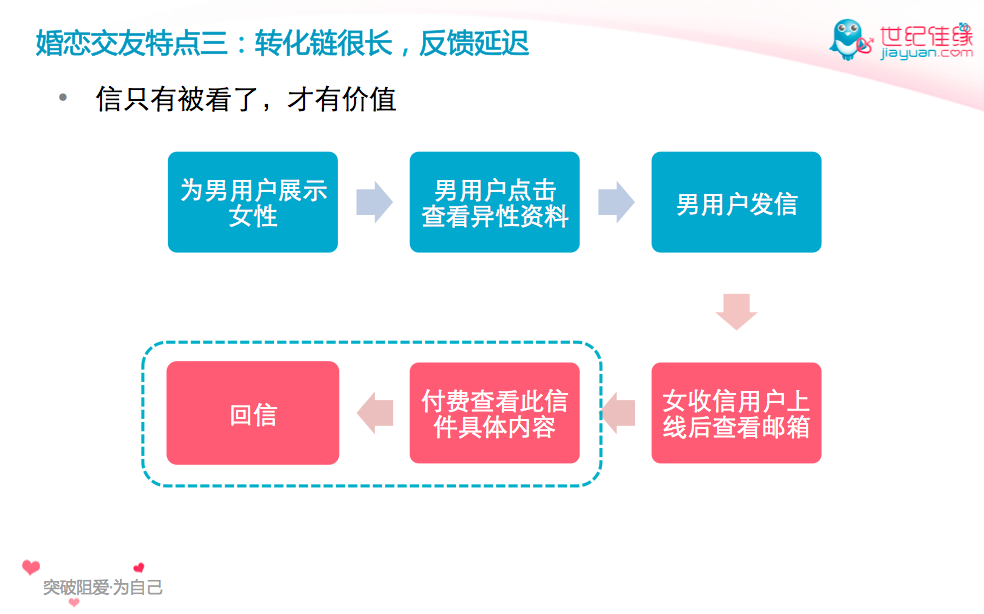 婚恋交友特点三：转化链很长，反馈延迟
世纪佳缘
jiayuan.com
• 信只有被看了，才有价值
为男用户展示
女性
男用户点击
查看异性资料
男用户发信
女收信用户上
线后查看邮箱
付费查看此信
件具体内容
回信
突破阻爱·为自己